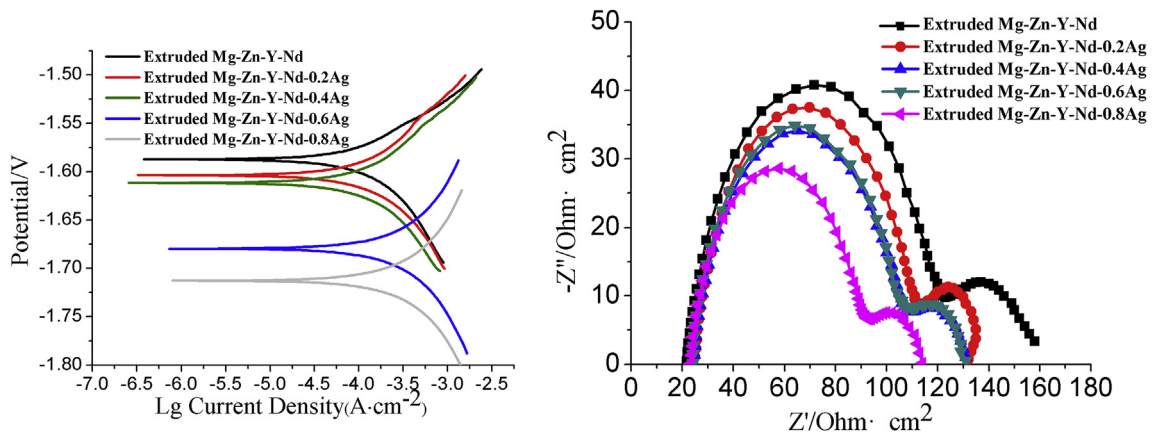 Extruded Mg-Zn-Y-Nd
Extruded Mg-Zn-Y-Nd-0.2Ag
Extruded Mg-Zn-Y-Nd-0.4Ag
Extruded Mg-Zn-Y-Nd-0.6Ag
Extruded Mg-Zn-Y-Nd-0.8Ag
Potential/V
-1.50
-1.55
-1.60
-1.65
-1.70
-1.75
-1.80
-7.0 -6.5 -6.0 -5.5 -5.0 -4.5 -4.0 -3.5 -3.0 -2.5 -2.0
Lg Current Density(A·cm-2)
Extruded Mg-Zn-Y-Nd
Extruded Mg-Zn-Y-Nd-0.2Ag
Extruded Mg-Zn-Y-Nd-0.4Ag
Extruded Mg-Zn-Y-Nd-0.6Ag
Extruded Mg-Zn-Y-Nd-0.8Ag
-Z''/Ohm· cm2
50
40
30
20
10
0
0 20 40 60 80 100 120 140 160 180
Z'/Ohm· cm2